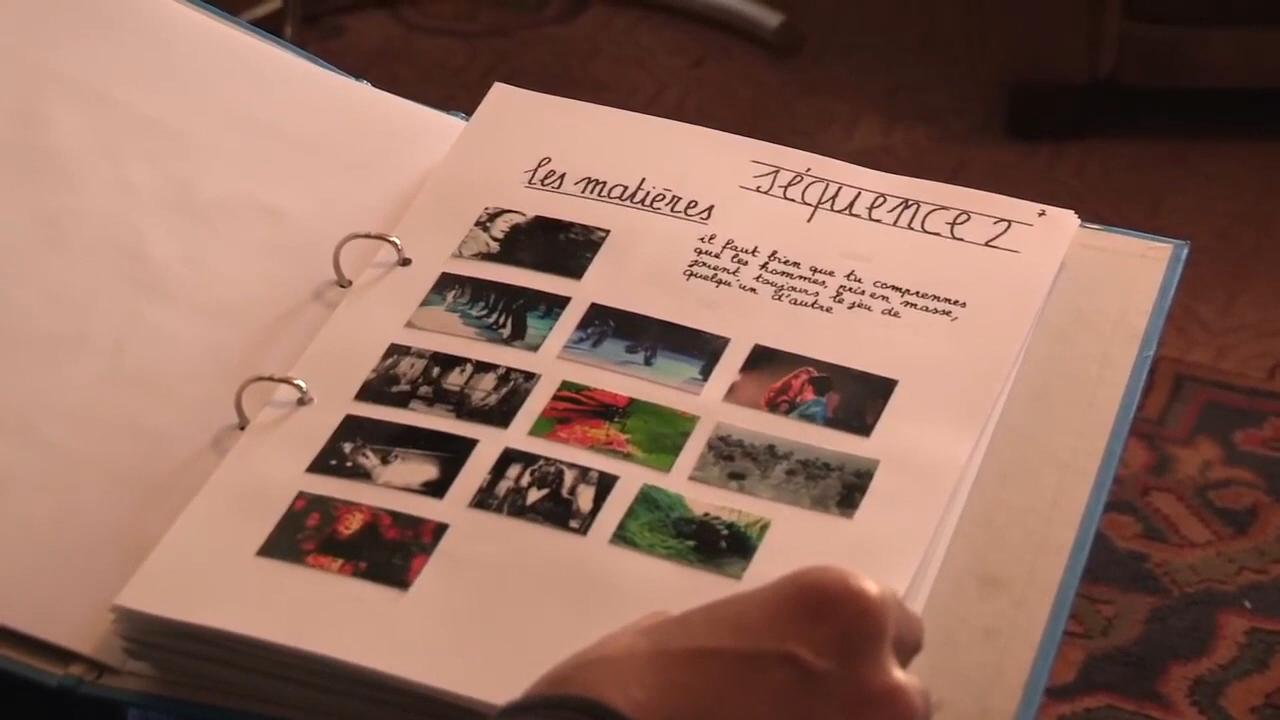 les matières
séquence 2
7
il faut bien que tu comprennes
que les hommes, pris en masse,
jouent toujours le jeu de
quelqu'un d'autre